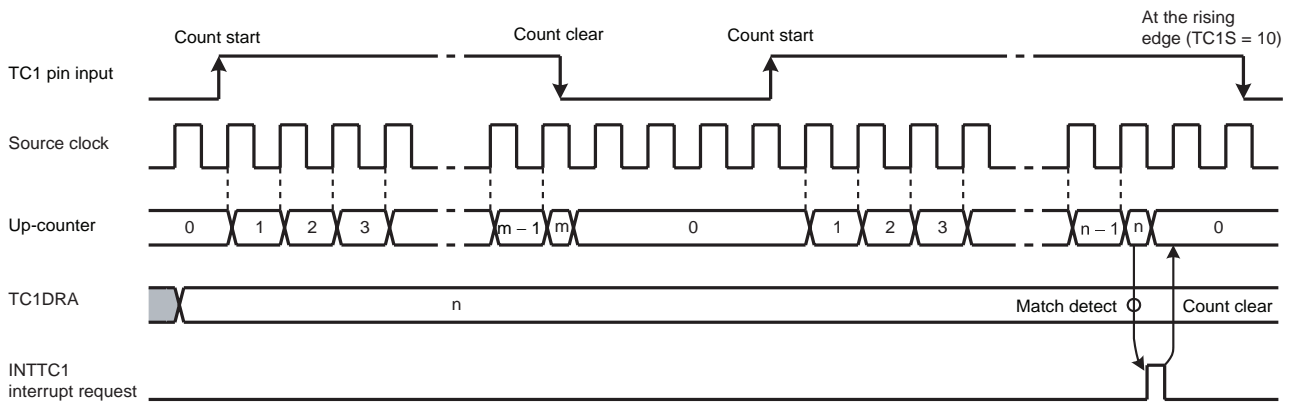 At the rising
edge (TC1S = 10)
Count start
Count clear
Count start
TC1 pin input
Source clock
Up-counter
0 1 2 3 m – 1 m 0 1 2 3 n – 1 n 0
TC1DRA
n
Match detect
Count clear
INTTC1
interrupt request